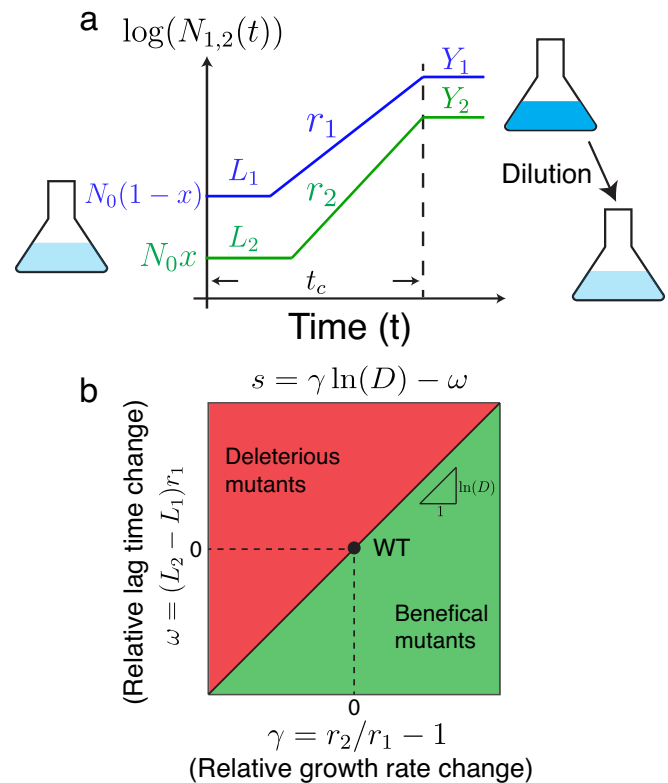 a
log(N₁,₂(t))
Y₁
Y₂
r₁
r₂
L₁
N₀(1 − x)
L₂
N₀x
t_c
Time (t)
Dilution
b
s = γ ln(D) − ω
Deleterious
mutants
ln(D)
1
WT
0
Benefical
mutants
(Relative lag time change)
ω = (L₂ − L₁)r₁
0
γ = r₂/r₁ − 1
(Relative growth rate change)